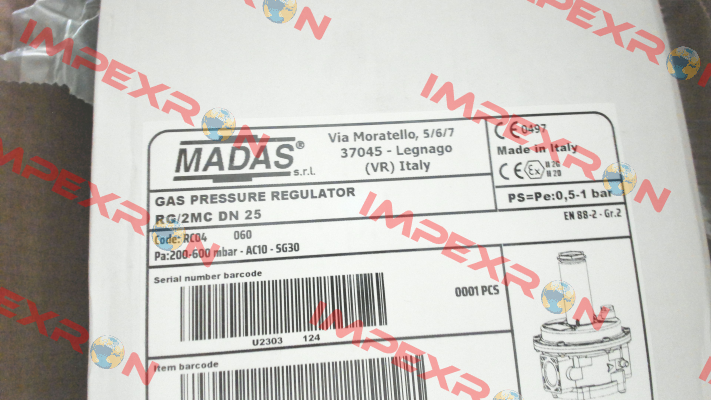 MADAS® s.r.l.
Via Moratello, 5/6/7
37045 - Legnago
(VR) Italy
CE 0497
Made in Italy
CE Ex II 2G
II 2D
PS=Pe:0,5-1 bar
EN 88-2 - Gr.2
GAS PRESSURE REGULATOR
RG/2MC DN 25
Code: RC04 060
Pa:200-600 mbar - AC10 - SG30
Serial number barcode
0001 PCS
U2303 124
Item barcode
IMPEXRON
IMPEXRON
IMPEXRON
IMPEXRON
IMPEXRON
IMPEXRON